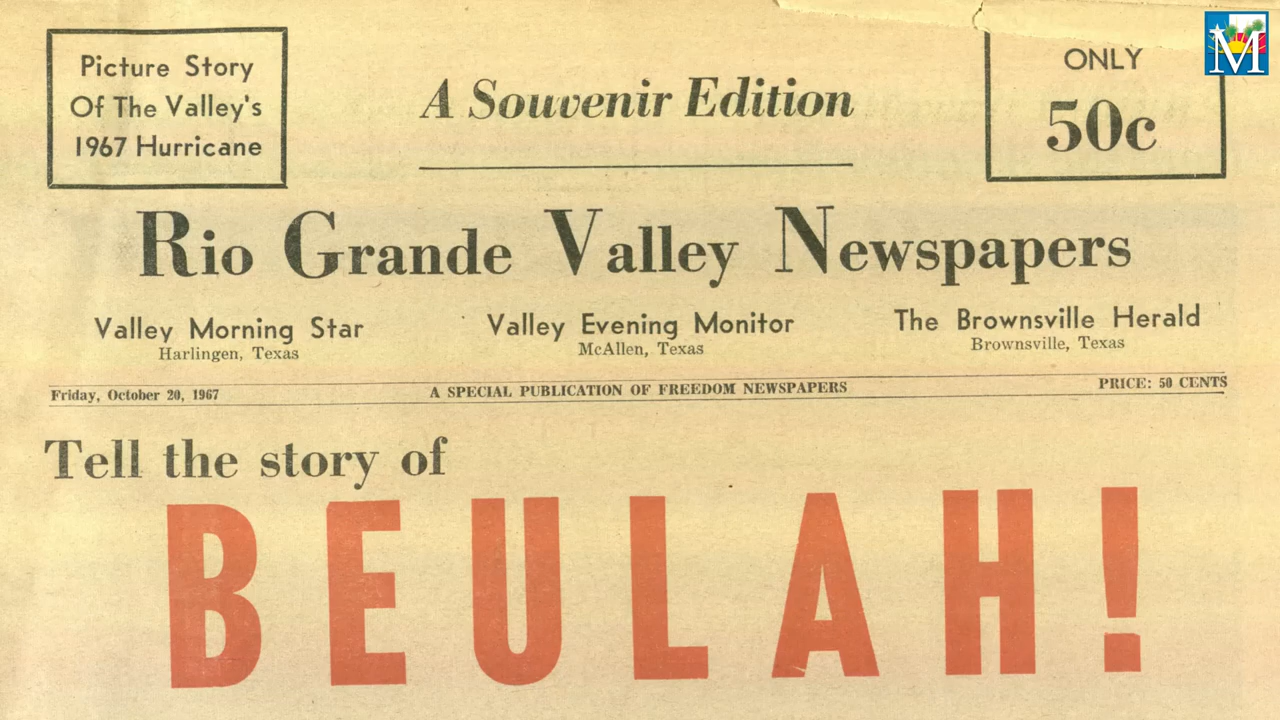 Picture Story
Of The Valley's
1967 Hurricane
A Souvenir Edition
ONLY
50c
M
Rio Grande Valley Newspapers
Valley Morning Star
Harlingen, Texas
Valley Evening Monitor
McAllen, Texas
The Brownsville Herald
Brownsville, Texas
Friday, October 20, 1967
A SPECIAL PUBLICATION OF FREEDOM NEWSPAPERS
PRICE: 50 CENTS
Tell the story of
BEULAH!